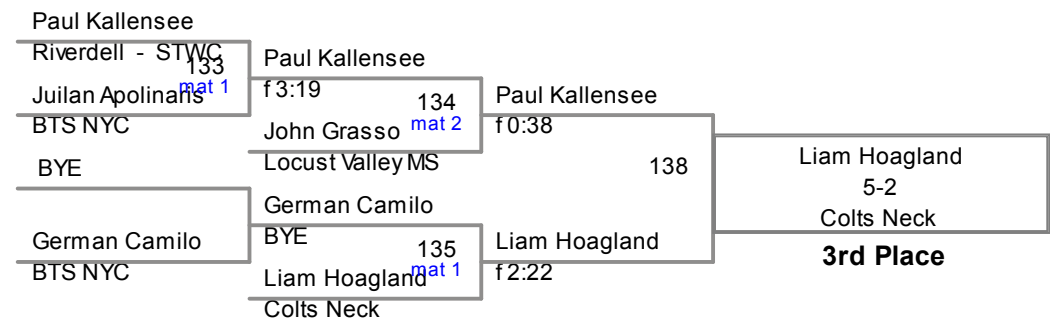 Paul Kallensee
Riverdell - STWC
133
mat 1
Juilan Apolinaris
BTS NYC
BYE
German Camilo
BTS NYC
Paul Kallensee
f 3:19
134
mat 2
John Grasso
Locust Valley MS
German Camilo
BYE
135
mat 1
Liam Hoagland
Colts Neck
Paul Kallensee
f 0:38
138
Liam Hoagland
f 2:22
Liam Hoagland
5-2
Colts Neck
3rd Place